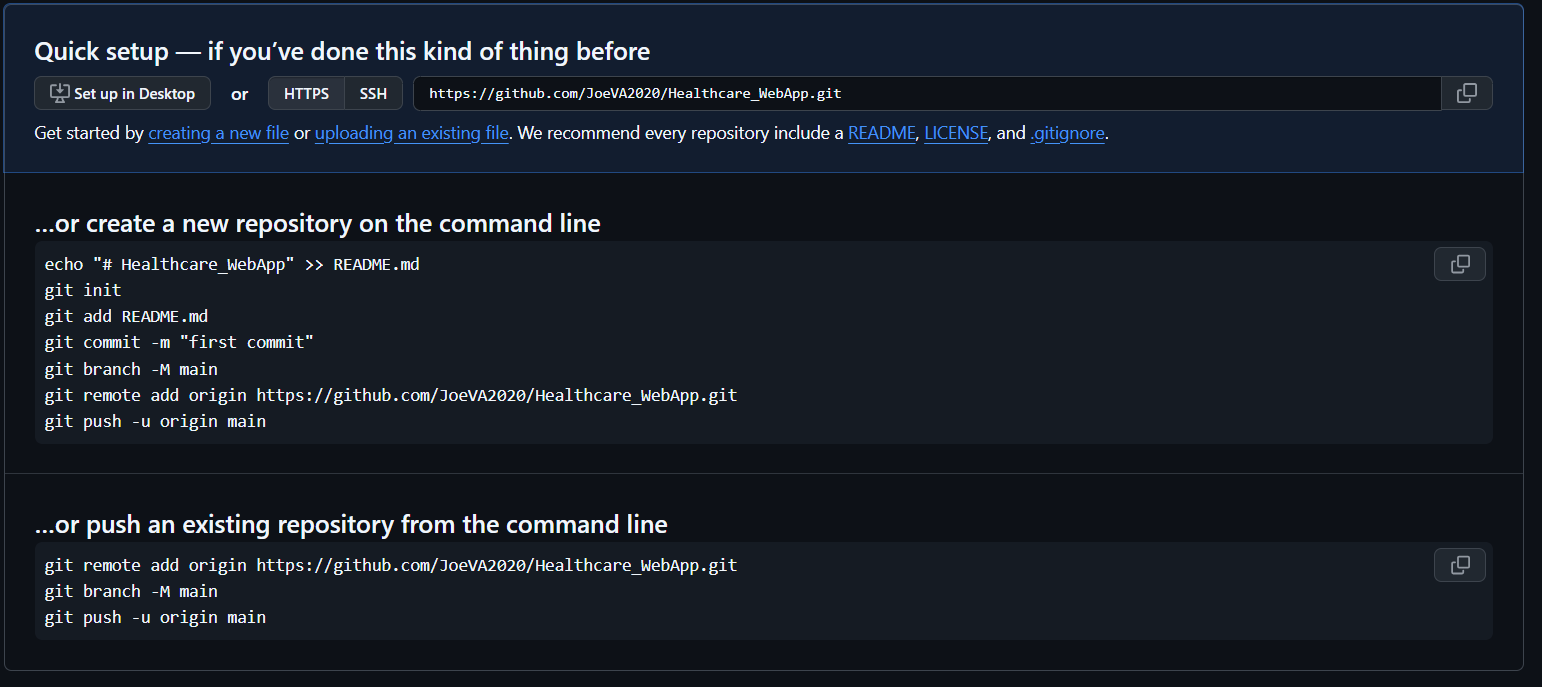 Quick setup — if you’ve done this kind of thing before
Set up in Desktop or HTTPS SSH https://github.com/JoeVA2020/Healthcare_WebApp.git
Get started by creating a new file or uploading an existing file. We recommend every repository include a README, LICENSE, and .gitignore.
…or create a new repository on the command line
echo "# Healthcare_WebApp" >> README.md
git init
git add README.md
git commit -m "first commit"
git branch -M main
git remote add origin https://github.com/JoeVA2020/Healthcare_WebApp.git
git push -u origin main
…or push an existing repository from the command line
git remote add origin https://github.com/JoeVA2020/Healthcare_WebApp.git
git branch -M main
git push -u origin main